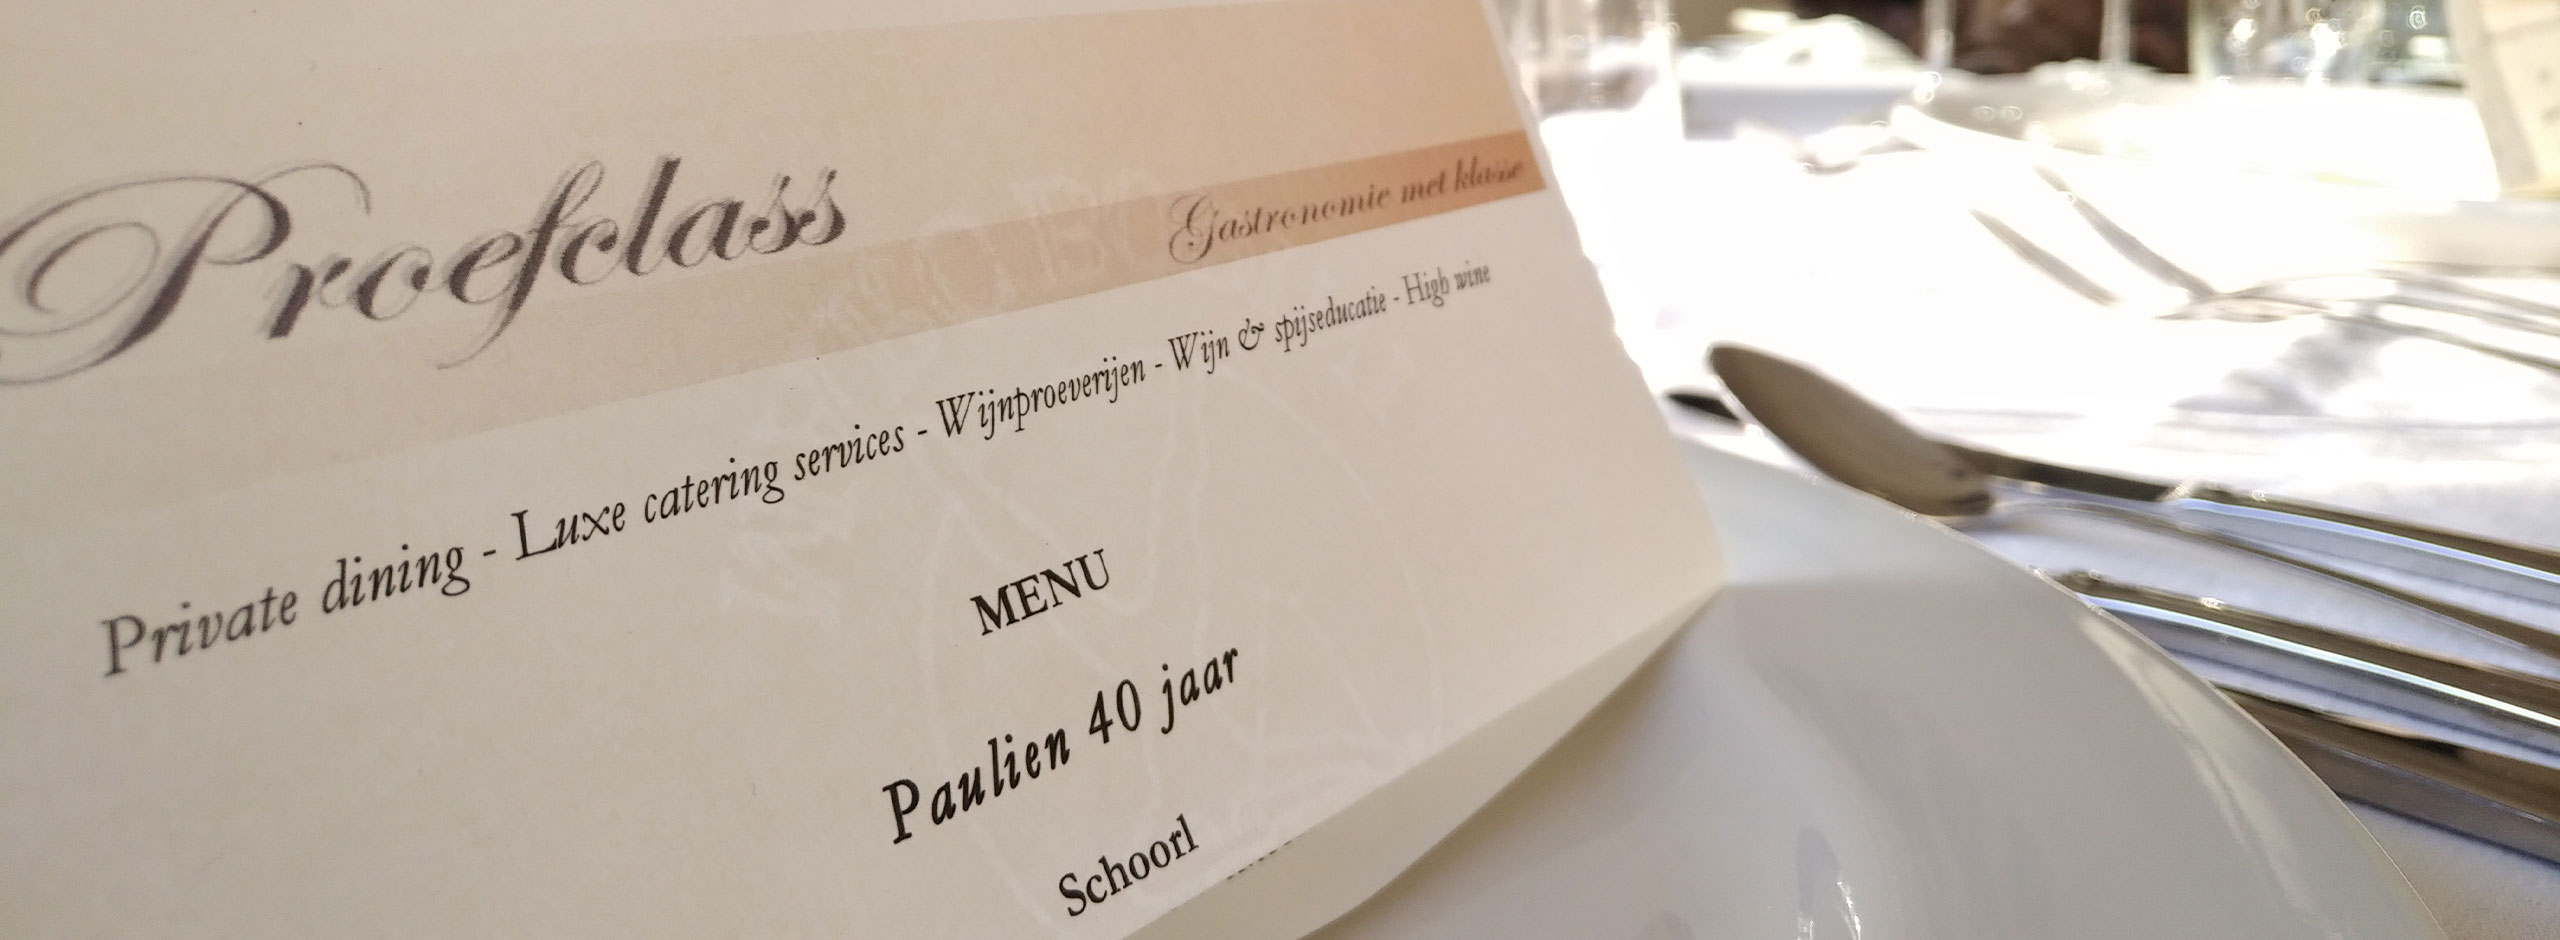 Proefclass
Gastronomie met klasse
Private dining - Luxe catering services - Wijnproeverijen - Wijn & spijseducatie - High wine
MENU
Paulien 40 jaar
Schoorl